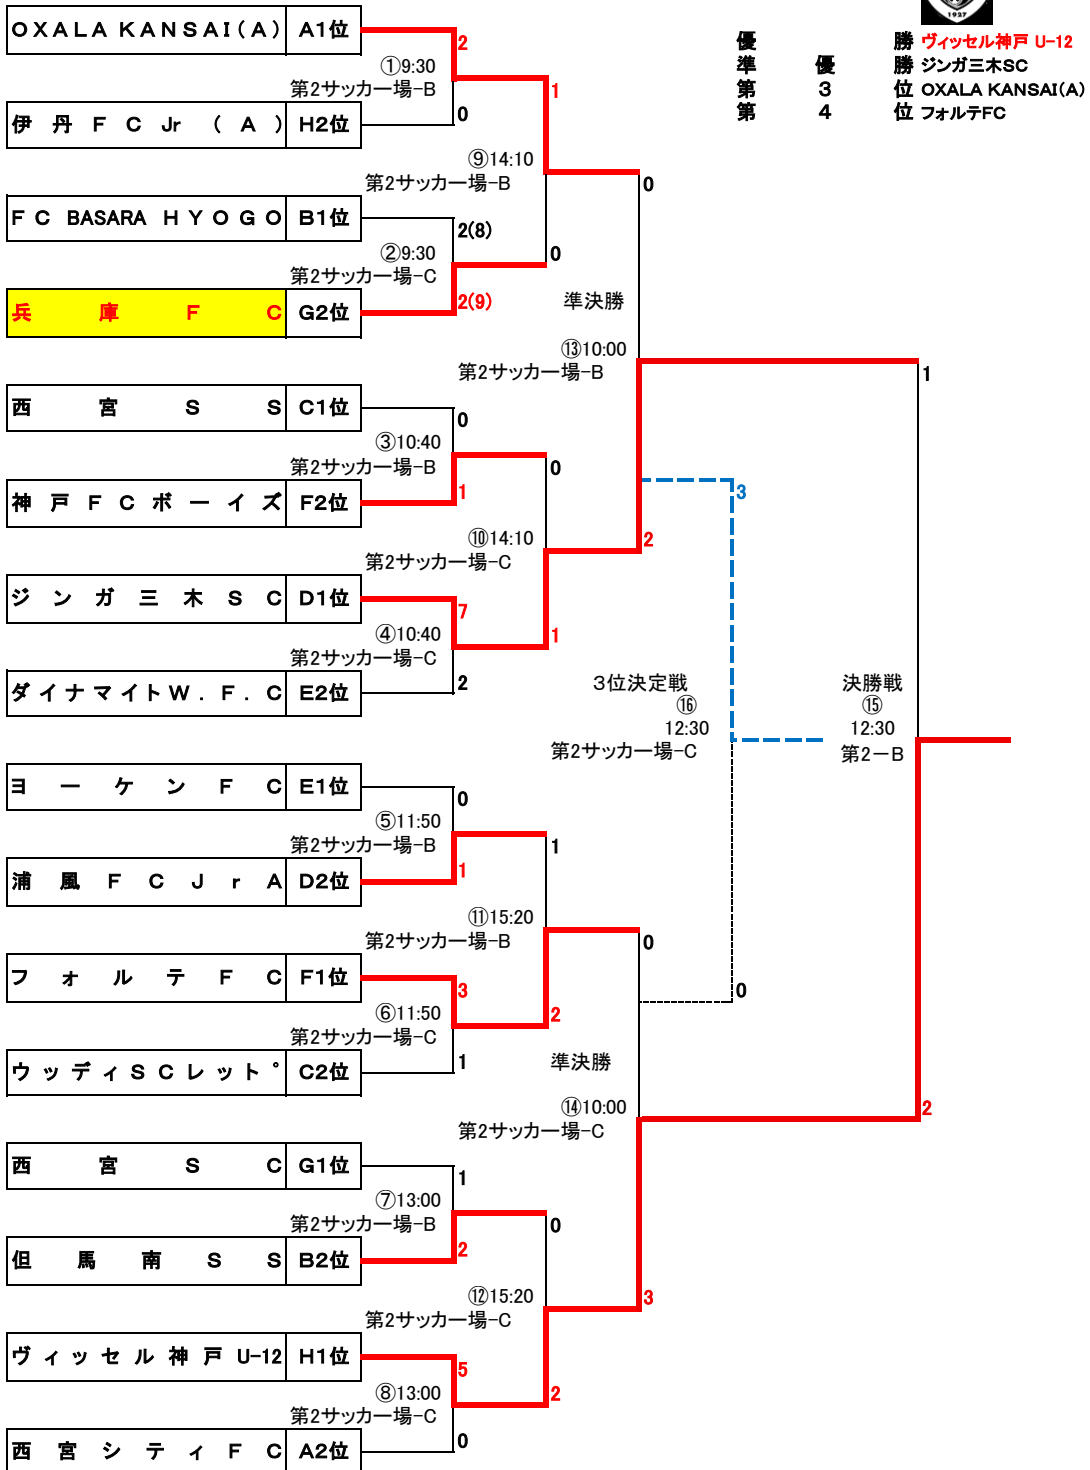 1927
優勝 ヴィッセル神戸 U-12
準優勝 ジンガ三木SC
第3位 OXALA KANSAI(A)
第4位 フォルテFC
OXALA KANSAI(A) A1位
2
①9:30
第2サッカー場-B
1
0
伊丹FCJr(A) H2位
⑨14:10
第2サッカー場-B
0
FC BASARA HYOGO B1位
2(8)
②9:30
0
第2サッカー場-C
兵庫FC G2位
2(9)
準決勝
⑬10:00
第2サッカー場-B
1
西宮SS C1位
0
③10:40
第2サッカー場-B
0
神戸FCボーイズ F2位
1
3
⑩14:10
2
第2サッカー場-C
ジンガ三木SC D1位
7
④10:40
1
第2サッカー場-C
ダイナマイトW.F.C E2位
2
3位決定戦
⑯
12:30
第2サッカー場-C
決勝戦
⑮
12:30
第2-B
ヨーケンFC E1位
0
⑤11:50
第2サッカー場-B
1
浦風FCJrA D2位
1
⑪15:20
第2サッカー場-B
0
フォルテFC F1位
3
0
⑥11:50
2
第2サッカー場-C
ウッディSCレット゜ C2位
1
準決勝
⑭10:00
2
第2サッカー場-C
西宮SC G1位
1
⑦13:00
第2サッカー場-B
0
但馬南SS B2位
2
⑫15:20
3
第2サッカー場-C
ヴィッセル神戸U-12 H1位
5
⑧13:00
2
第2サッカー場-C
西宮シティFC A2位
0